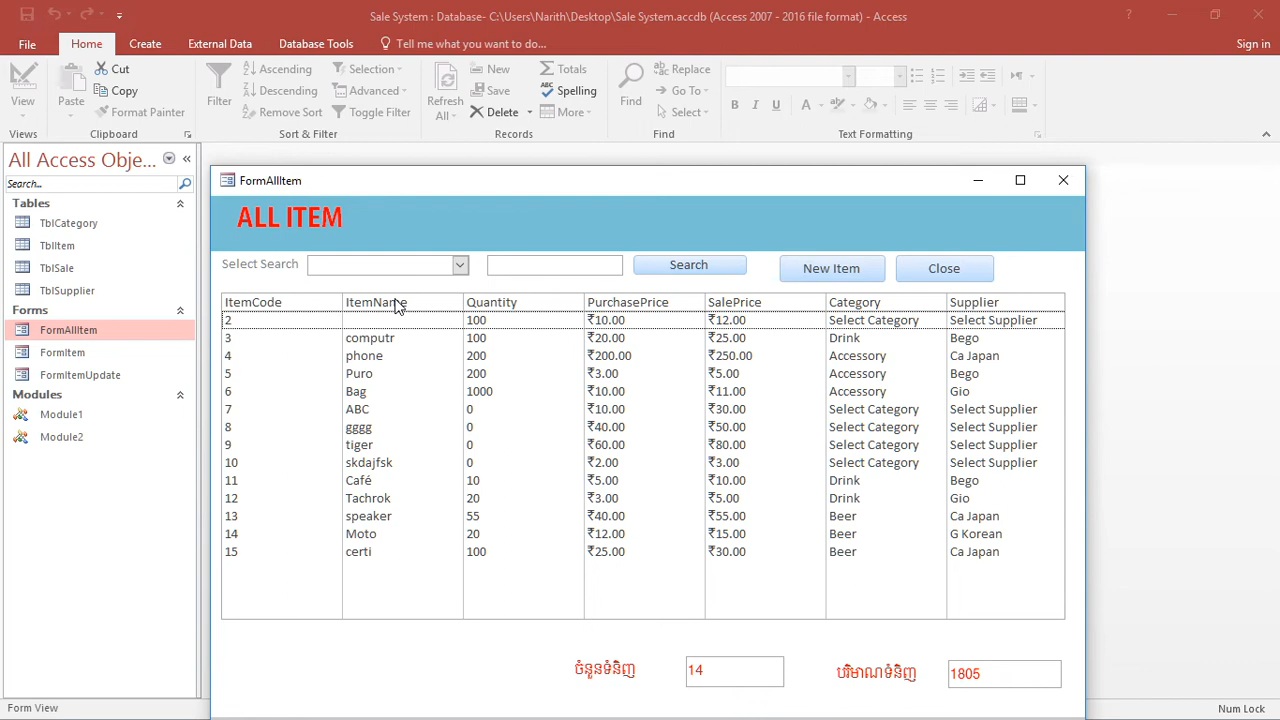 Sale System : Database- C:\Users\Narith\Desktop\Sale System.accdb (Access 2007 - 2016 file format) - Access
File Home Create External Data Database Tools Tell me what you want to do... Sign in
View Paste Cut Copy Format Painter Filter Ascending Descending Remove Sort Selection Advanced Toggle Filter Refresh All New Save Delete Totals Spelling More Find Replace Go To Select B I U A
Views Clipboard Sort & Filter Records Find Text Formatting
All Access Obje...
Search...
Tables
TblCategory
TblItem
TblSale
TblSupplier
Forms
FormAllItem
FormItem
FormItemUpdate
Modules
Module1
Module2
FormAllItem
ALL ITEM
Select Search Search New Item Close
ItemCode ItemName Quantity PurchasePrice SalePrice Category Supplier
2 100 ₹10.00 ₹12.00 Select Category Select Supplier
3 computr 100 ₹20.00 ₹25.00 Drink Bego
4 phone 200 ₹200.00 ₹250.00 Accessory Ca Japan
5 Puro 200 ₹3.00 ₹5.00 Accessory Bego
6 Bag 1000 ₹10.00 ₹11.00 Accessory Gio
7 ABC 0 ₹10.00 ₹30.00 Select Category Select Supplier
8 gggg 0 ₹40.00 ₹50.00 Select Category Select Supplier
9 tiger 0 ₹60.00 ₹80.00 Select Category Select Supplier
10 skdajfsk 0 ₹2.00 ₹3.00 Select Category Select Supplier
11 Café 10 ₹5.00 ₹10.00 Drink Bego
12 Tachrok 20 ₹3.00 ₹5.00 Drink Gio
13 speaker 55 ₹40.00 ₹55.00 Beer Ca Japan
14 Moto 20 ₹12.00 ₹15.00 Beer G Korean
15 certi 100 ₹25.00 ₹30.00 Beer Ca Japan
ចំនួនទំនិញ 14 បរិមាណទំនិញ 1805
Form View Num Lock